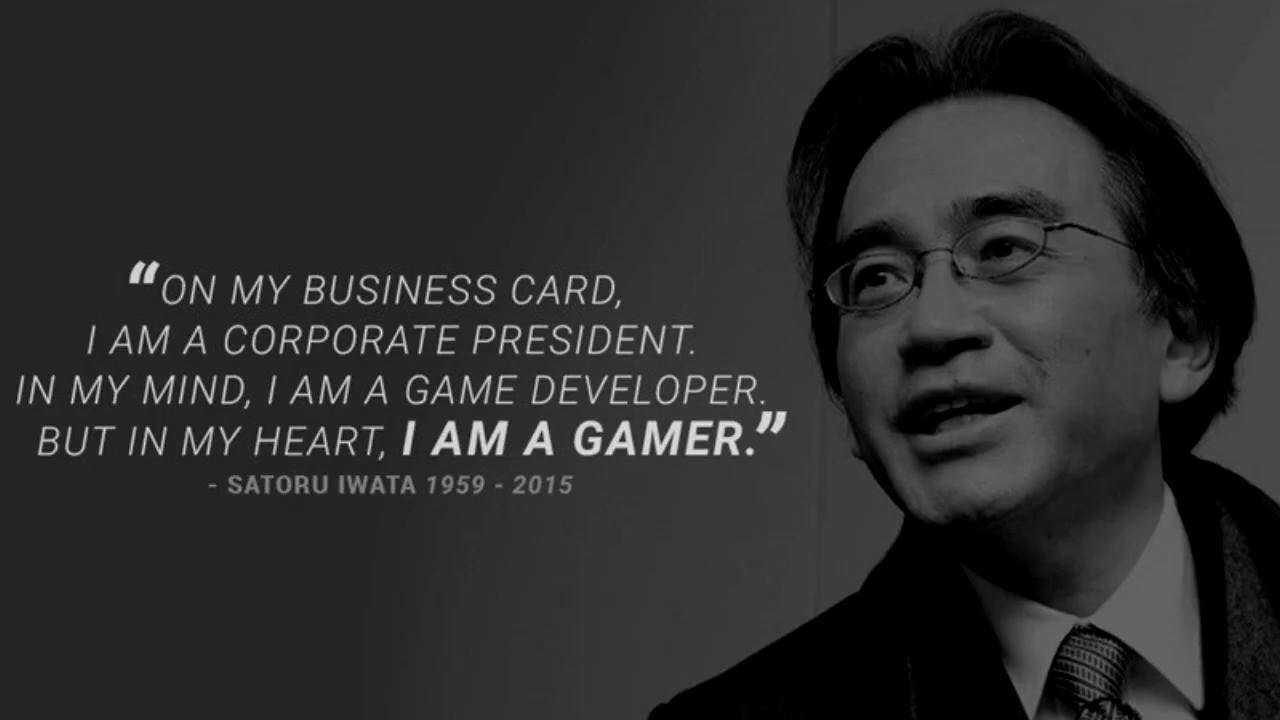 “ON MY BUSINESS CARD,
I AM A CORPORATE PRESIDENT.
IN MY MIND, I AM A GAME DEVELOPER.
BUT IN MY HEART, I AM A GAMER.”
- SATORU IWATA 1959 - 2015